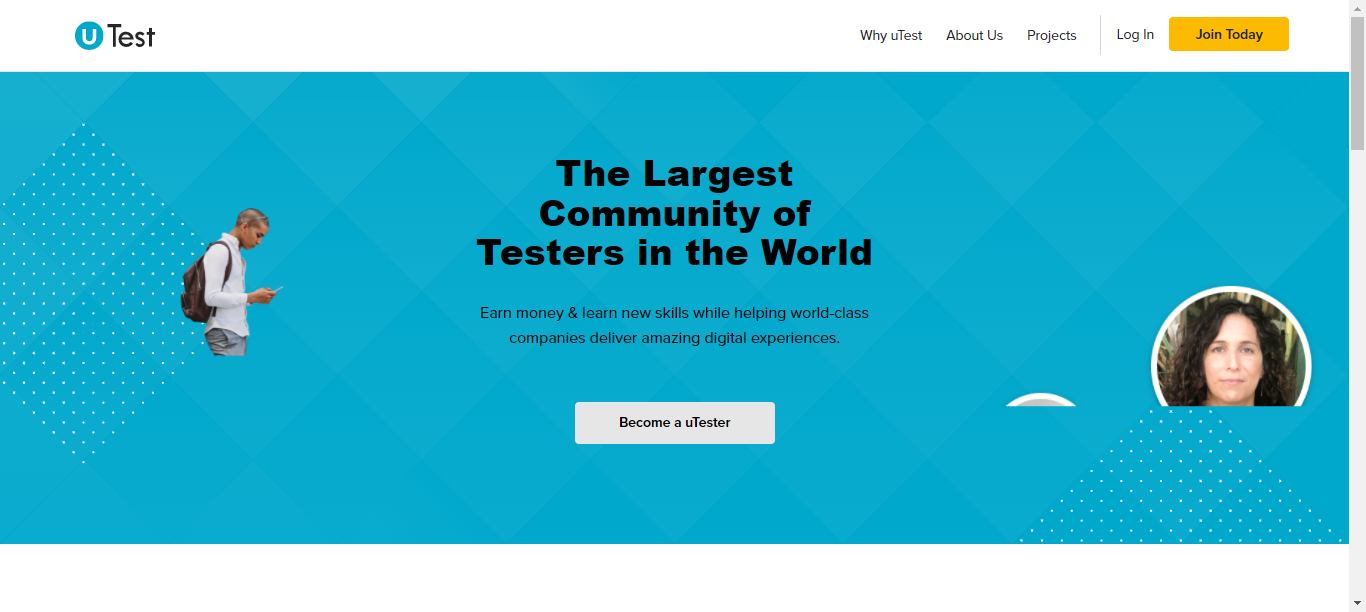 uTest
Why uTest
About Us
Projects
Log In
Join Today
The Largest
Community of
Testers in the World
Earn money & learn new skills while helping world-class
companies deliver amazing digital experiences.
Become a uTester